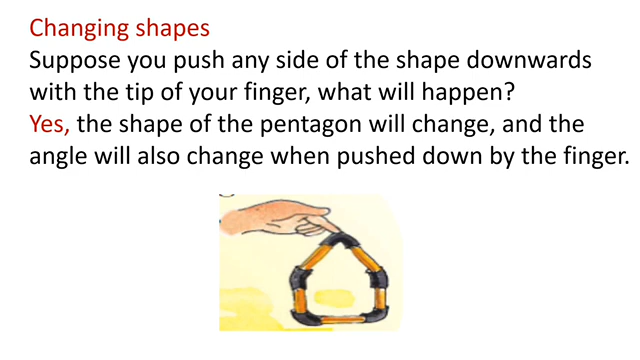 Changing shapes
Suppose you push any side of the shape downwards
with the tip of your finger, what will happen?
Yes, the shape of the pentagon will change, and the
angle will also change when pushed down by the finger.